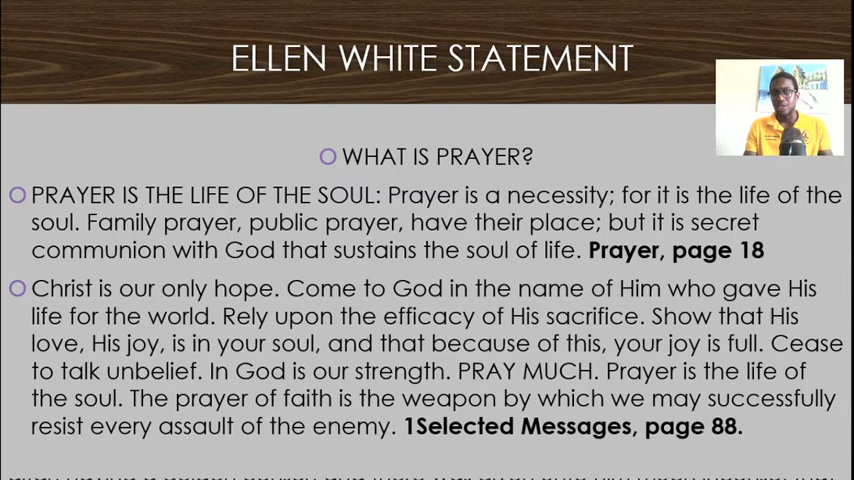 ELLEN WHITE STATEMENT
WHAT IS PRAYER?
PRAYER IS THE LIFE OF THE SOUL: Prayer is a necessity; for it is the life of the
soul. Family prayer, public prayer, have their place; but it is secret
communion with God that sustains the soul of life. Prayer, page 18
Christ is our only hope. Come to God in the name of Him who gave His
life for the world. Rely upon the efficacy of His sacrifice. Show that His
love, His joy, is in your soul, and that because of this, your joy is full. Cease
to talk unbelief. In God is our strength. PRAY MUCH. Prayer is the life of
the soul. The prayer of faith is the weapon by which we may successfully
resist every assault of the enemy. 1Selected Messages, page 88.